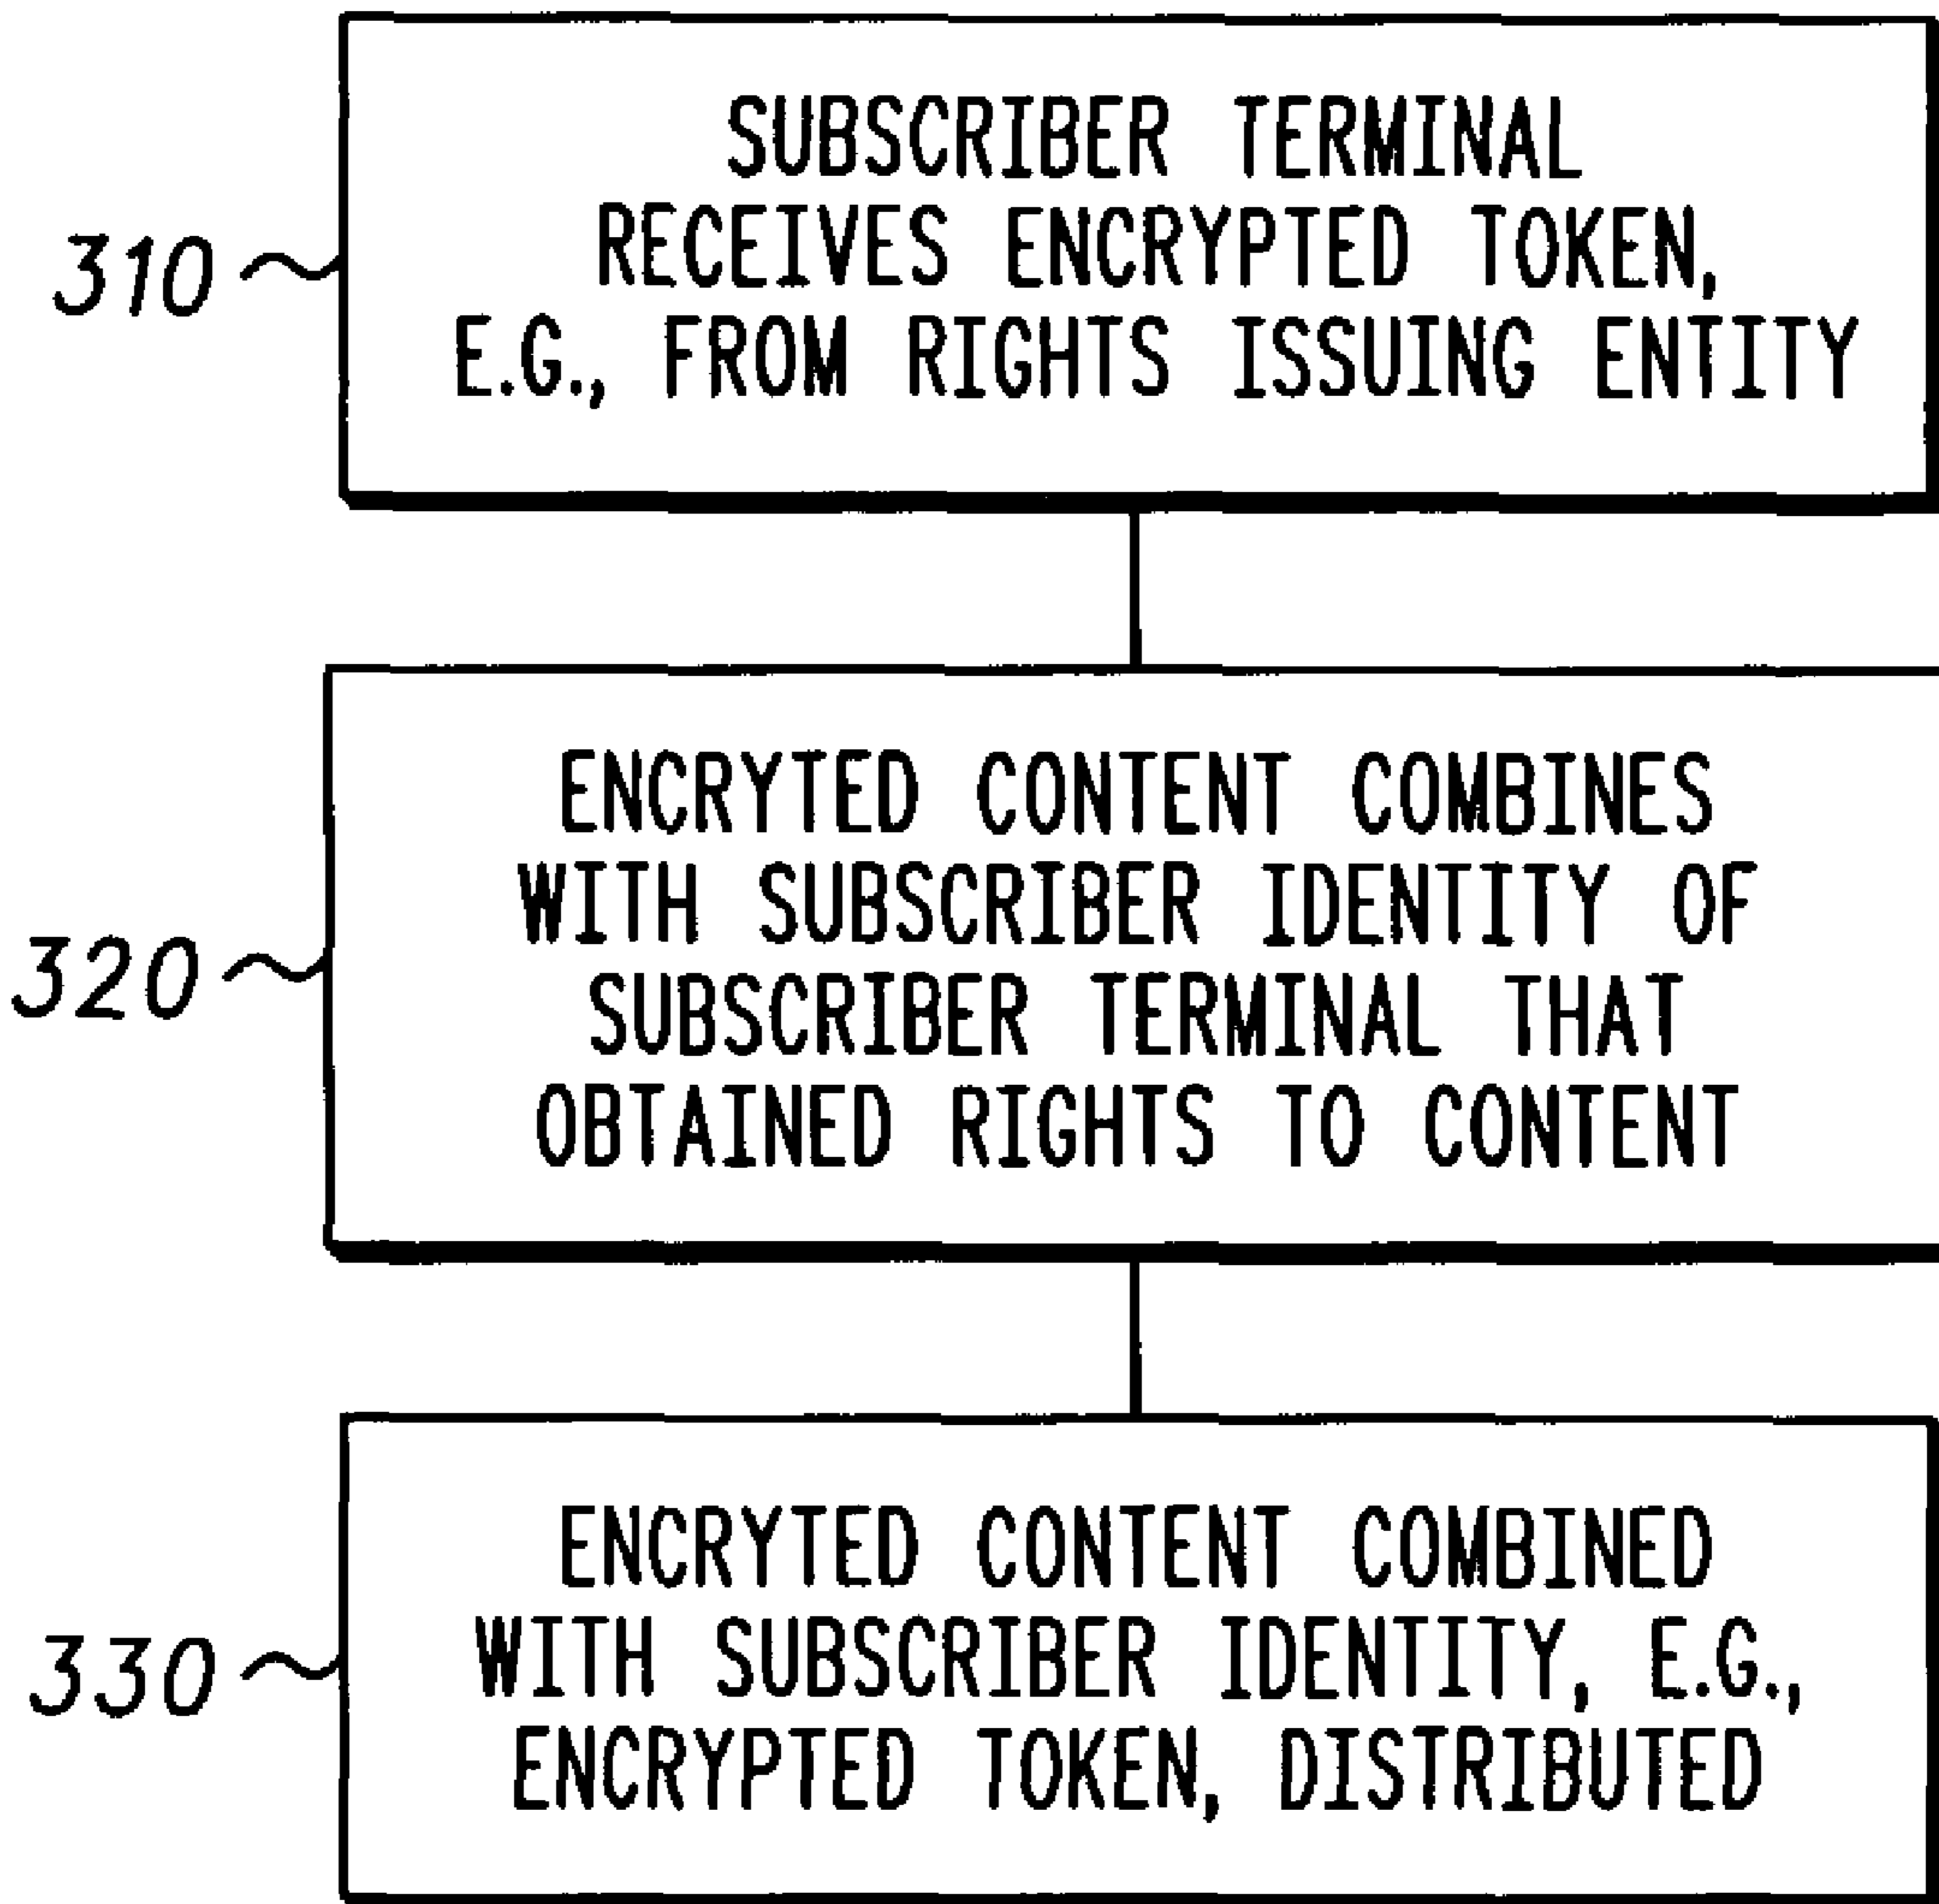 SUBSCRIBER TERMINAL
RECEIVES ENCRYPTED TOKEN,
E.G., FROM RIGHTS ISSUING ENTITY
310
ENCRYTED CONTENT COMBINES
WITH SUBSCRIBER IDENTITY OF
SUBSCRIBER TERMINAL THAT
OBTAINED RIGHTS TO CONTENT
320
ENCRYTED CONTENT COMBINED
WITH SUBSCRIBER IDENTITY, E.G.,
ENCRYPTED TOKEN, DISTRIBUTED
330